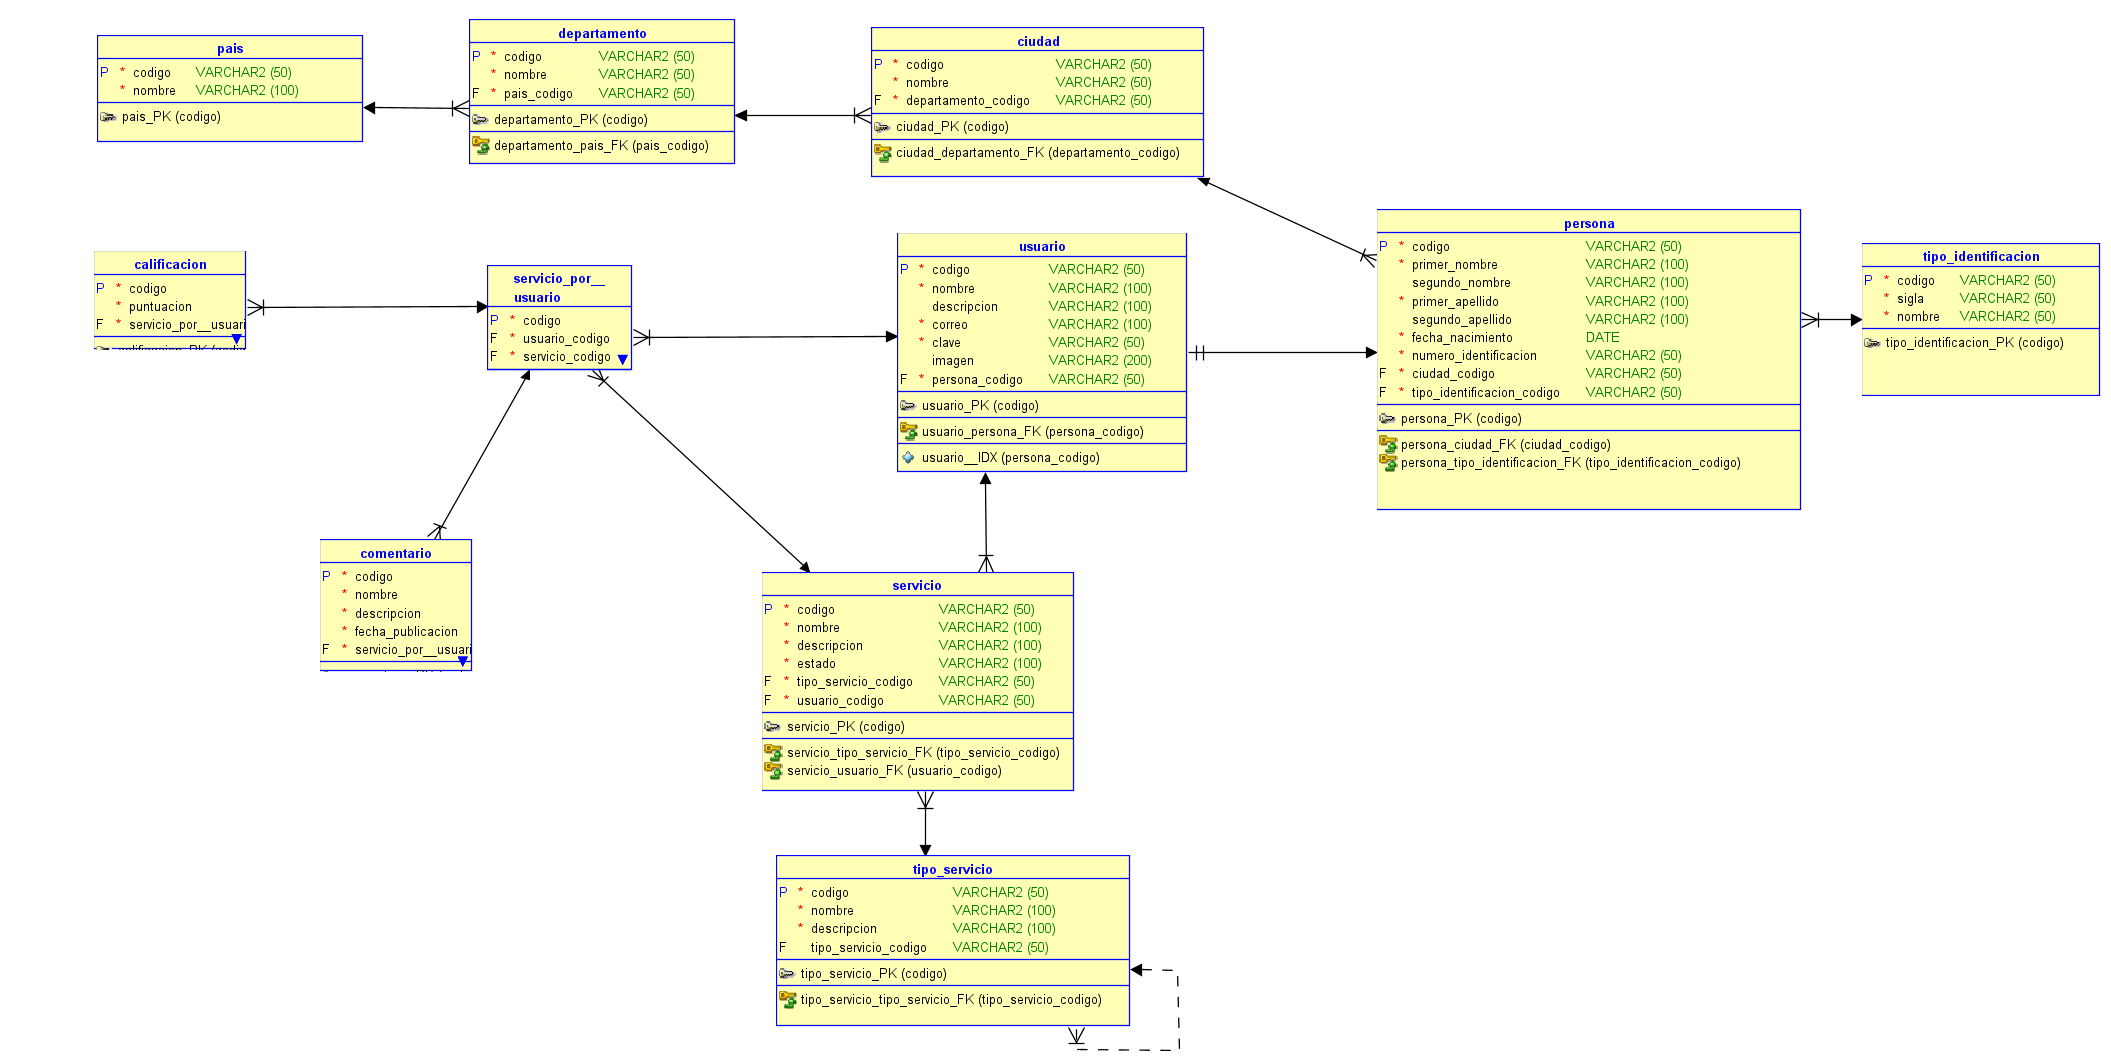 pais
P * codigo VARCHAR2 (50)
* nombre VARCHAR2 (100)
pais_PK (codigo)
departamento
P * codigo VARCHAR2 (50)
* nombre VARCHAR2 (50)
F * pais_codigo VARCHAR2 (50)
departamento_PK (codigo)
departamento_pais_FK (pais_codigo)
ciudad
P * codigo VARCHAR2 (50)
* nombre VARCHAR2 (50)
F * departamento_codigo VARCHAR2 (50)
ciudad_PK (codigo)
ciudad_departamento_FK (departamento_codigo)
calificacion
P * codigo
* puntuacion
F * servicio_por__usuari
servicio_por__
usuario
P * codigo
F * usuario_codigo
F * servicio_codigo
usuario
P * codigo VARCHAR2 (50)
* nombre VARCHAR2 (100)
descripcion VARCHAR2 (100)
* correo VARCHAR2 (100)
* clave VARCHAR2 (50)
imagen VARCHAR2 (200)
F * persona_codigo VARCHAR2 (50)
usuario_PK (codigo)
usuario_persona_FK (persona_codigo)
usuario__IDX (persona_codigo)
persona
P * codigo VARCHAR2 (50)
* primer_nombre VARCHAR2 (100)
segundo_nombre VARCHAR2 (100)
* primer_apellido VARCHAR2 (100)
segundo_apellido VARCHAR2 (100)
* fecha_nacimiento DATE
* numero_identificacion VARCHAR2 (50)
F * ciudad_codigo VARCHAR2 (50)
F * tipo_identificacion_codigo VARCHAR2 (50)
persona_PK (codigo)
persona_ciudad_FK (ciudad_codigo)
persona_tipo_identificacion_FK (tipo_identificacion_codigo)
tipo_identificacion
P * codigo VARCHAR2 (50)
* sigla VARCHAR2 (50)
* nombre VARCHAR2 (50)
tipo_identificacion_PK (codigo)
comentario
P * codigo
* nombre
* descripcion
* fecha_publicacion
F * servicio_por__usuari
servicio
P * codigo VARCHAR2 (50)
* nombre VARCHAR2 (100)
* descripcion VARCHAR2 (100)
* estado VARCHAR2 (100)
F * tipo_servicio_codigo VARCHAR2 (50)
F * usuario_codigo VARCHAR2 (50)
servicio_PK (codigo)
servicio_tipo_servicio_FK (tipo_servicio_codigo)
servicio_usuario_FK (usuario_codigo)
tipo_servicio
P * codigo VARCHAR2 (50)
* nombre VARCHAR2 (100)
* descripcion VARCHAR2 (100)
F tipo_servicio_codigo VARCHAR2 (50)
tipo_servicio_PK (codigo)
tipo_servicio_tipo_servicio_FK (tipo_servicio_codigo)